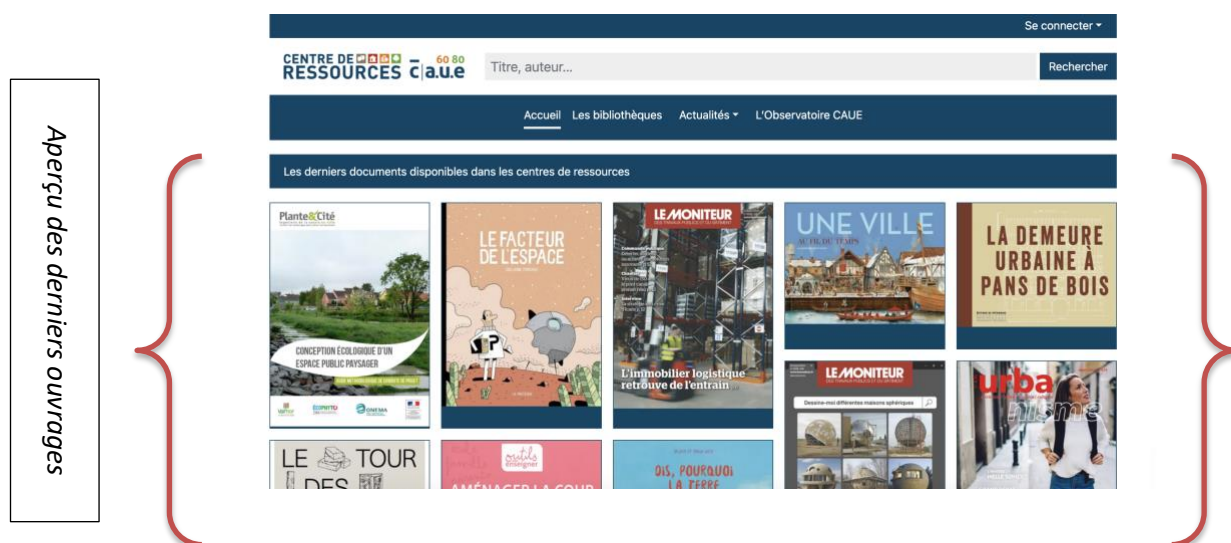 Aperçu des derniers ouvrages
Se connecter
CENTRE DE
RESSOURCES c|a.u.e 60 80
Titre, auteur...
Rechercher
Accueil Les bibliothèques Actualités L'Observatoire CAUE
Les derniers documents disponibles dans les centres de ressources
Plante&Cité
CONCEPTION ÉCOLOGIQUE D'UN
ESPACE PUBLIC PAYSAGER
ONEMA
LE FACTEUR
DE L'ESPACE
LE MONITEUR
L'immobilier logistique
retrouve de l'entrain
UNE VILLE
AU FIL DU TEMPS
LA DEMEURE
URBAINE À
PANS DE BOIS
LE MONITEUR
Dessine-moi différentes maisons sphériques
urba
nisme
LE TOUR
DES
outils
enseigner
AMÉNAGER LA COUR
DIS, POURQUOI
LA TERRE